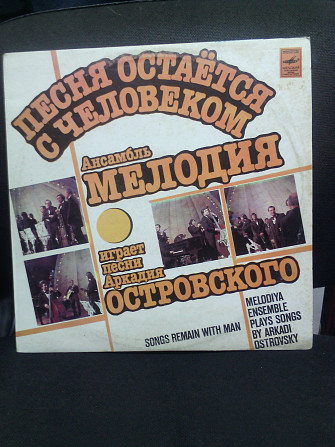 ПЕСНЯ ОСТАЁТСЯ
С ЧЕЛОВЕКОМ
Ансамбль
МЕЛОДИЯ
играет
песни
Аркадия
ОСТРОВСКОГО
SONGS REMAIN WITH MAN
MELODIYA
ENSEMBLE
PLAYS SONGS
BY ARKADI
OSTROVSKY